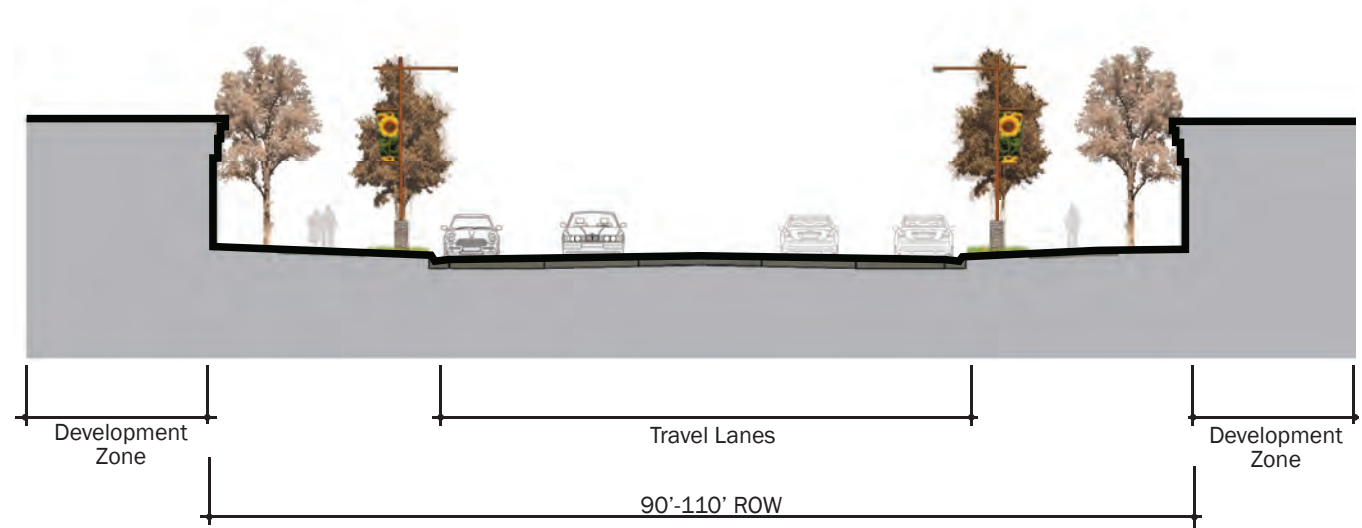 Development
Zone
Travel Lanes
Development
Zone
90’-110’ ROW